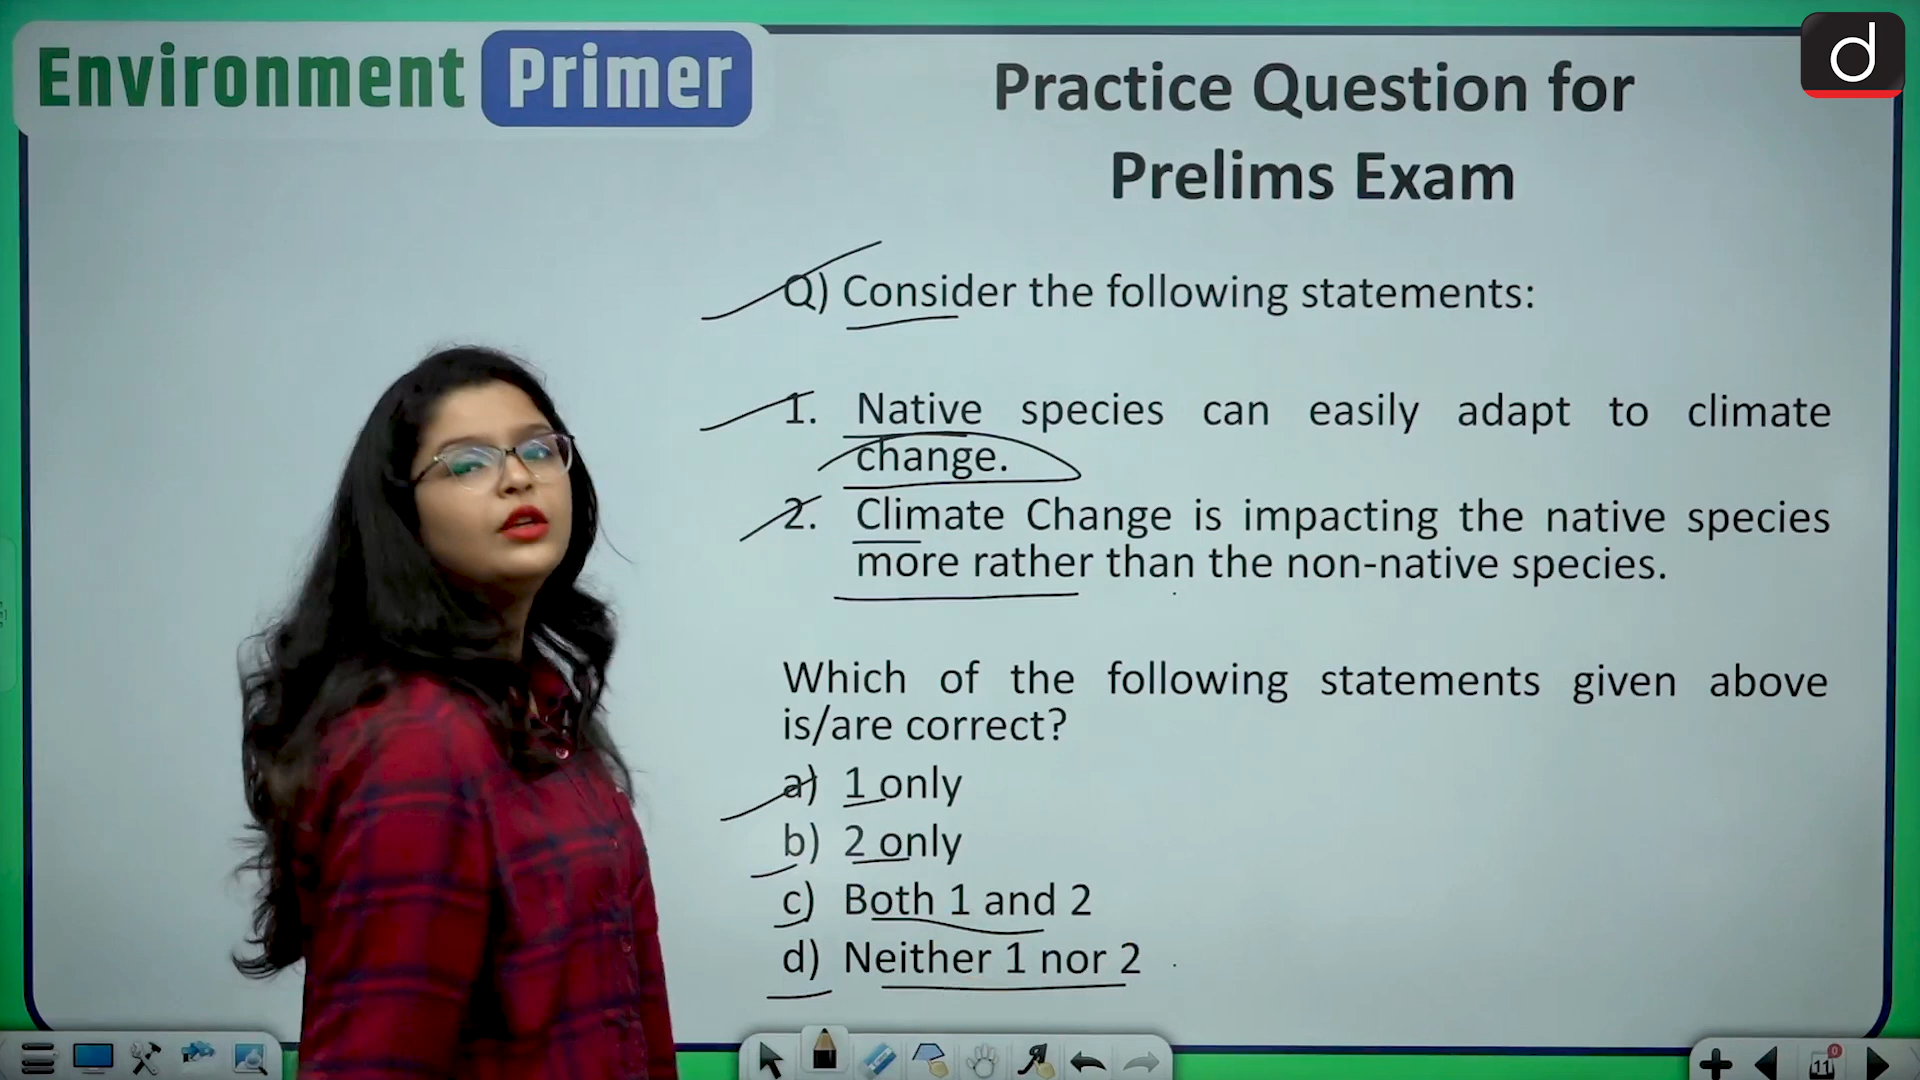 Environment Primer
d
Practice Question for
Prelims Exam
Q) Consider the following statements:
1. Native species can easily adapt to climate
change.
2. Climate Change is impacting the native species
more rather than the non-native species.
Which of the following statements given above
is/are correct?
a) 1 only
b) 2 only
c) Both 1 and 2
d) Neither 1 nor 2
11
0